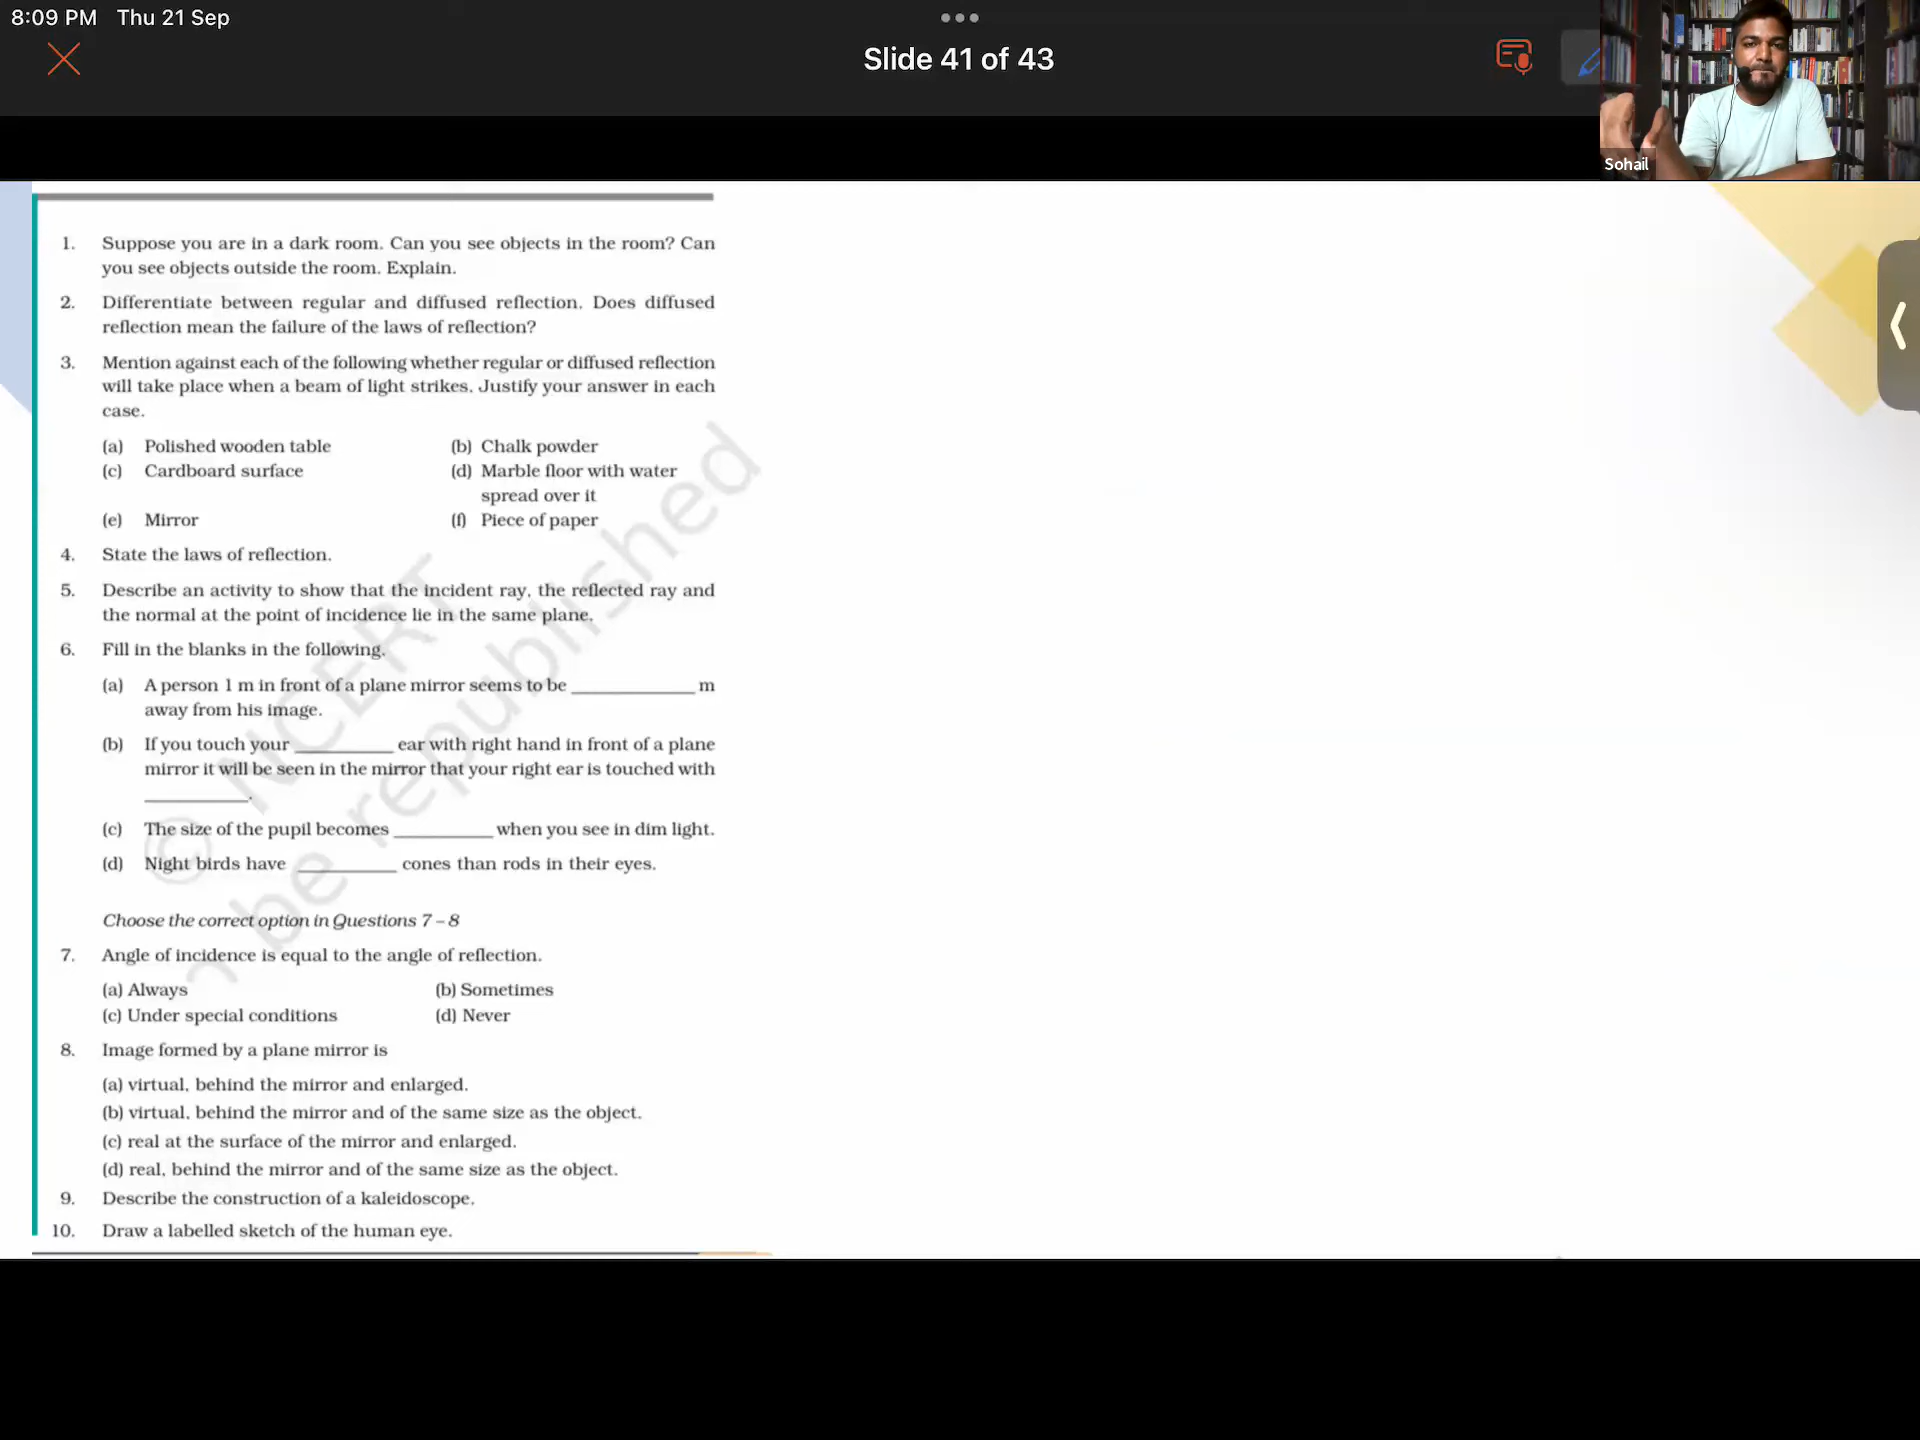 8:09 PM Thu 21 Sep
Slide 41 of 43
Sohail
1. Suppose you are in a dark room. Can you see objects in the room? Can
you see objects outside the room. Explain.
2. Differentiate between regular and diffused reflection. Does diffused
reflection mean the failure of the laws of reflection?
3. Mention against each of the following whether regular or diffused reflection
will take place when a beam of light strikes. Justify your answer in each
case.
(a) Polished wooden table (b) Chalk powder
(c) Cardboard surface (d) Marble floor with water
spread over it
(e) Mirror (f) Piece of paper
4. State the laws of reflection.
5. Describe an activity to show that the incident ray, the reflected ray and
the normal at the point of incidence lie in the same plane.
6. Fill in the blanks in the following.
(a) A person 1 m in front of a plane mirror seems to be _____________ m
away from his image.
(b) If you touch your __________ ear with right hand in front of a plane
mirror it will be seen in the mirror that your right ear is touched with
___________.
(c) The size of the pupil becomes __________ when you see in dim light.
(d) Night birds have __________ cones than rods in their eyes.
Choose the correct option in Questions 7 – 8
7. Angle of incidence is equal to the angle of reflection.
(a) Always (b) Sometimes
(c) Under special conditions (d) Never
8. Image formed by a plane mirror is
(a) virtual, behind the mirror and enlarged.
(b) virtual, behind the mirror and of the same size as the object.
(c) real at the surface of the mirror and enlarged.
(d) real, behind the mirror and of the same size as the object.
9. Describe the construction of a kaleidoscope.
10. Draw a labelled sketch of the human eye.
© NCERT
be republished